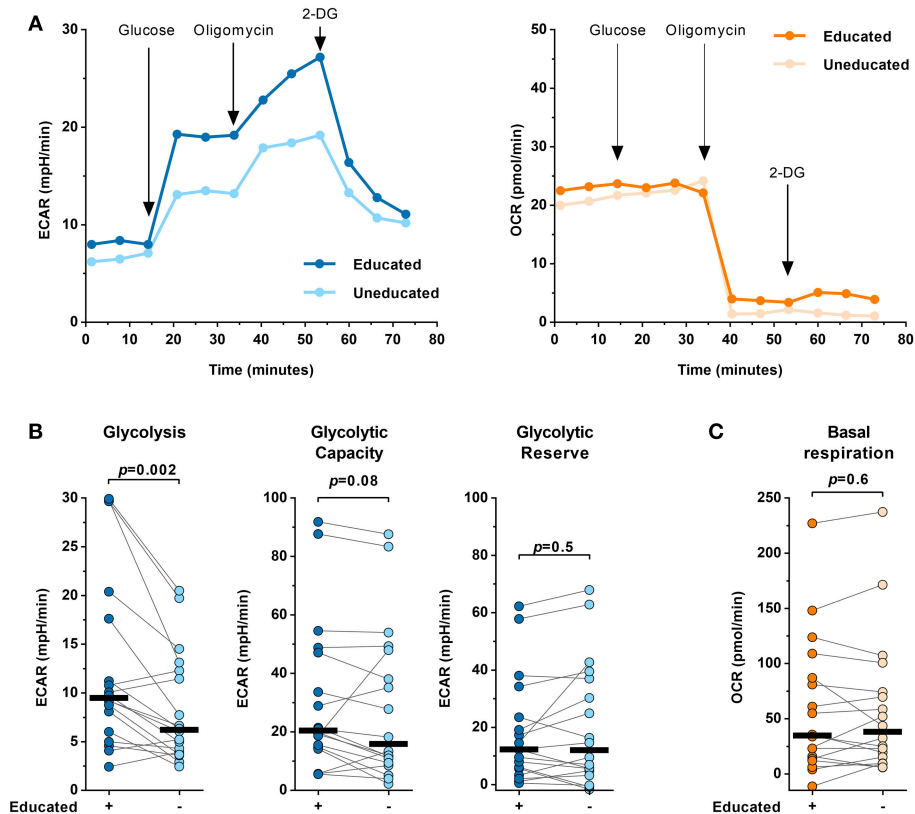 A
Glucose Oligomycin 2-DG
30
20
10
0
ECAR (mpH/min)
Educated
Uneducated
0 10 20 30 40 50 60 70 80
Time (minutes)
Glucose Oligomycin
Educated
Uneducated
2-DG
50
40
30
20
10
0
OCR (pmol/min)
0 10 20 30 40 50 60 70 80
Time (minutes)
B
Glycolysis
p=0.002
30
25
20
15
10
5
0
ECAR (mpH/min)
Educated + -
Glycolytic
Capacity
p=0.08
100
80
60
40
20
0
ECAR (mpH/min)
+ -
Glycolytic
Reserve
p=0.5
100
80
60
40
20
0
ECAR (mpH/min)
+ -
C
Basal
respiration
p=0.6
250
200
150
100
50
0
OCR (pmol/min)
Educated + -